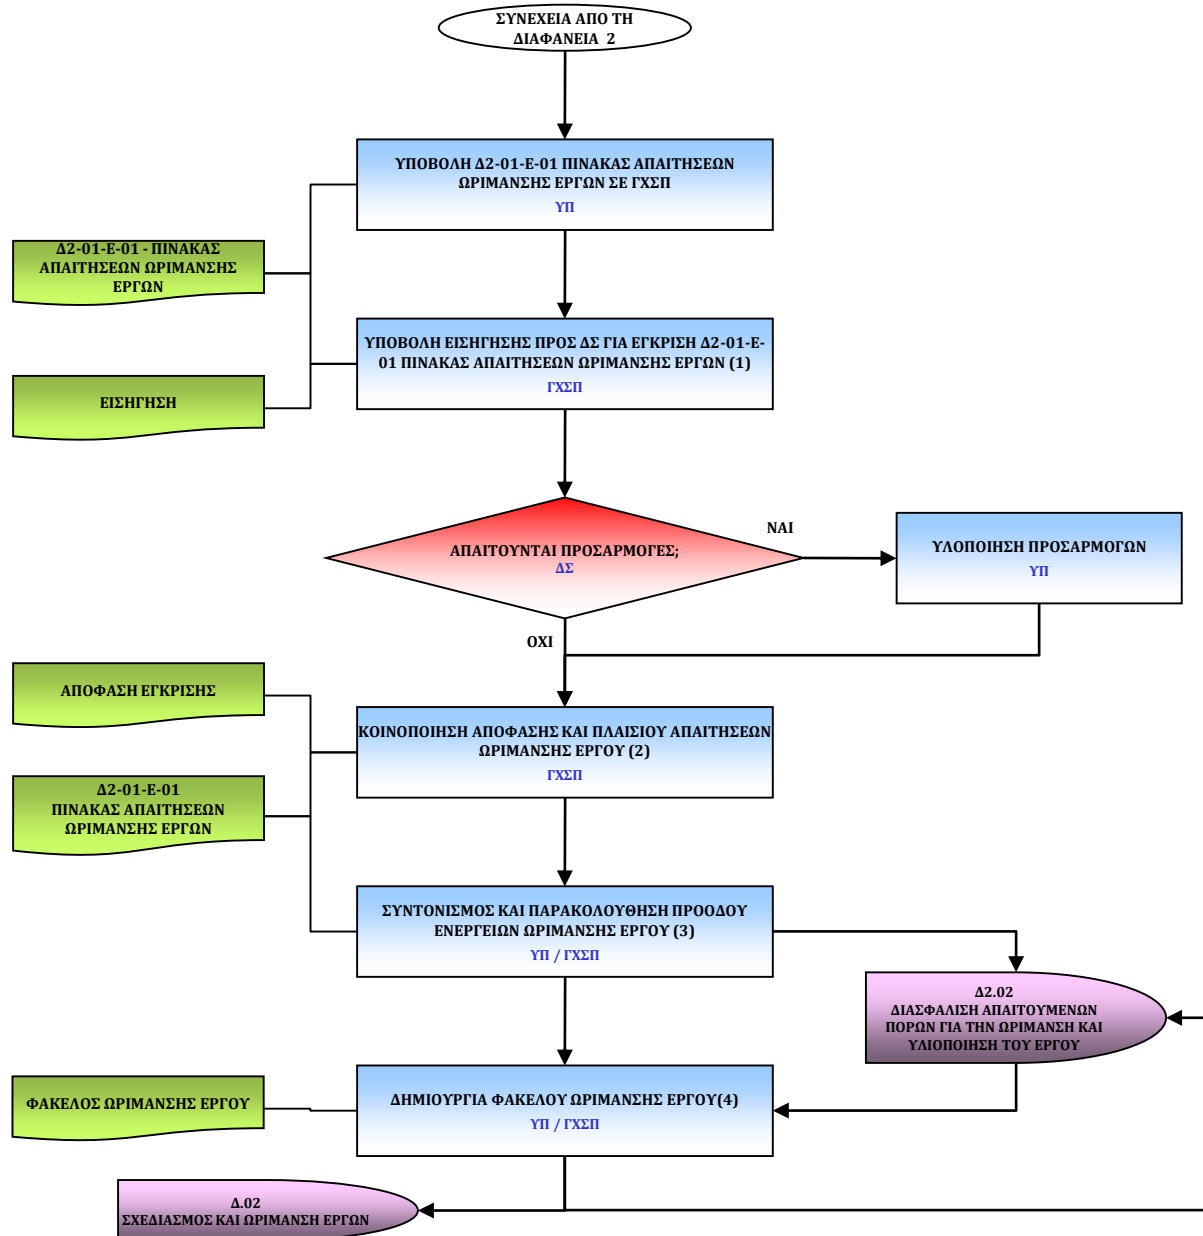 ΣΥΝΕΧΕΙΑ ΑΠΟ ΤΗ
ΔΙΑΦΑΝΕΙΑ 2
ΥΠΟΒΟΛΗ Δ2-01-Ε-01 ΠΙΝΑΚΑΣ ΑΠΑΙΤΗΣΕΩΝ
ΩΡΙΜΑΝΣΗΣ ΕΡΓΩΝ ΣΕ ΓΧΣΠ
ΥΠ
Δ2-01-Ε-01 - ΠΙΝΑΚΑΣ
ΑΠΑΙΤΗΣΕΩΝ ΩΡΙΜΑΝΣΗΣ
ΕΡΓΩΝ
ΥΠΟΒΟΛΗ ΕΙΣΗΓΗΣΗΣ ΠΡΟΣ ΔΣ ΓΙΑ ΕΓΚΡΙΣΗ Δ2-01-Ε-
01 ΠΙΝΑΚΑΣ ΑΠΑΙΤΗΣΕΩΝ ΩΡΙΜΑΝΣΗΣ ΕΡΓΩΝ (1)
ΓΧΣΠ
ΕΙΣΗΓΗΣΗ
ΑΠΑΙΤΟΥΝΤΑΙ ΠΡΟΣΑΡΜΟΓΕΣ;
ΔΣ
ΝΑΙ
ΥΛΟΠΟΙΗΣΗ ΠΡΟΣΑΡΜΟΓΩΝ
ΥΠ
ΟΧΙ
ΑΠΟΦΑΣΗ ΕΓΚΡΙΣΗΣ
ΚΟΙΝΟΠΟΙΗΣΗ ΑΠΟΦΑΣΗΣ ΚΑΙ ΠΛΑΙΣΙΟΥ ΑΠΑΙΤΗΣΕΩΝ
ΩΡΙΜΑΝΣΗΣ ΕΡΓΟΥ (2)
ΓΧΣΠ
Δ2-01-Ε-01
ΠΙΝΑΚΑΣ ΑΠΑΙΤΗΣΕΩΝ
ΩΡΙΜΑΝΣΗΣ ΕΡΓΩΝ
ΣΥΝΤΟΝΙΣΜΟΣ ΚΑΙ ΠΑΡΑΚΟΛΟΥΘΗΣΗ ΠΡΟΟΔΟΥ
ΕΝΕΡΓΕΙΩΝ ΩΡΙΜΑΝΣΗΣ ΕΡΓΟΥ (3)
ΥΠ / ΓΧΣΠ
Δ2.02
ΔΙΑΣΦΑΛΙΣΗ ΑΠΑΙΤΟΥΜΕΝΩΝ
ΠΟΡΩΝ ΓΙΑ ΤΗΝ ΩΡΙΜΑΝΣΗ ΚΑΙ
ΥΛΙΟΠΟΙΗΣΗ ΤΟΥ ΕΡΓΟΥ
ΦΑΚΕΛΟΣ ΩΡΙΜΑΝΣΗΣ ΕΡΓΟΥ
ΔΗΜΙΟΥΡΓΙΑ ΦΑΚΕΛΟΥ ΩΡΙΜΑΝΣΗΣ ΕΡΓΟΥ(4)
ΥΠ / ΓΧΣΠ
Δ.02
ΣΧΕΔΙΑΣΜΟΣ ΚΑΙ ΩΡΙΜΑΝΣΗ ΕΡΓΩΝ